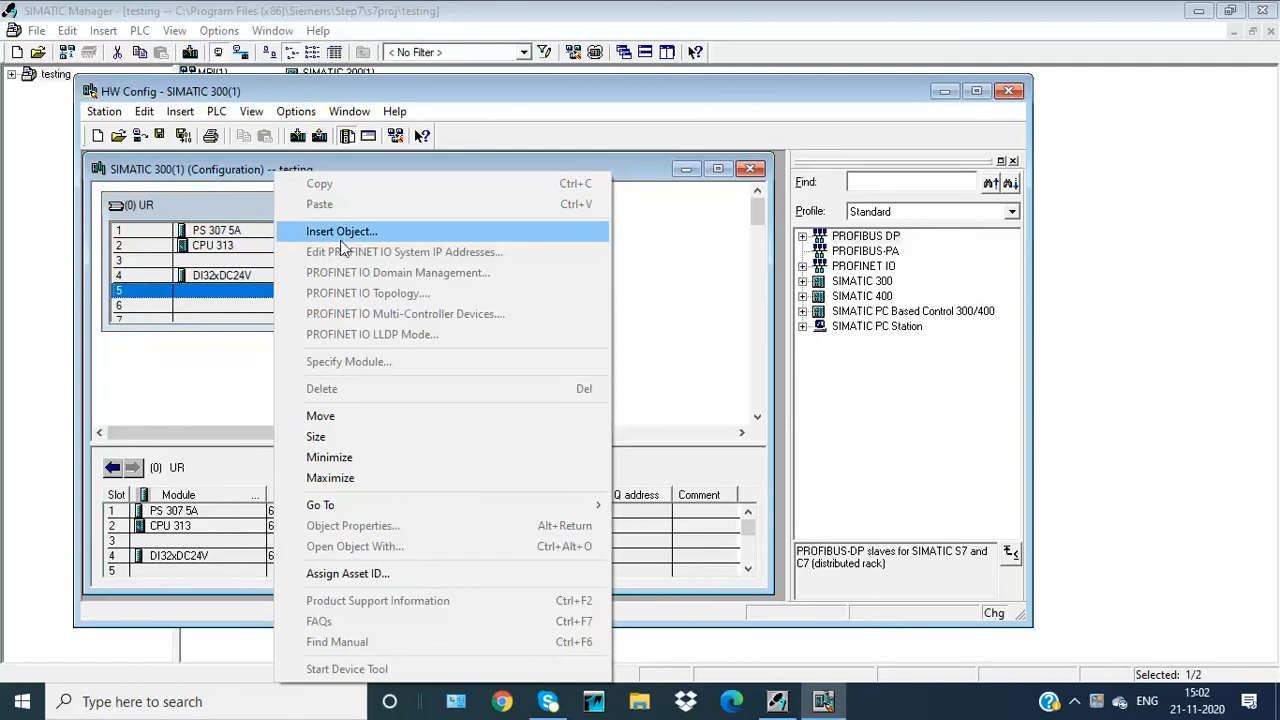 SIMATIC Manager - [testing -- C:\Program Files (x86)\Siemens\Step7\s7proj\testing]
File Edit Insert PLC View Options Window Help
< No Filter >
testing
HW Config - SIMATIC 300(1)
Station Edit Insert PLC View Options Window Help
SIMATIC 300(1) (Configuration) -- testing
(0) UR
1 PS 307 5A
2 CPU 313
3
4 DI32xDC24V
5
6
7
Copy Ctrl+C
Paste Ctrl+V
Insert Object...
Edit PROFINET IO System IP Addresses...
PROFINET IO Domain Management...
PROFINET IO Topology....
PROFINET IO Multi-Controller Devices....
PROFINET IO LLDP Mode...
Specify Module...
Delete Del
Move
Size
Minimize
Maximize
Go To
Object Properties... Alt+Return
Open Object With... Ctrl+Alt+O
Assign Asset ID...
Product Support Information Ctrl+F2
FAQs Ctrl+F7
Find Manual Ctrl+F6
Start Device Tool
Find:
Profile: Standard
PROFIBUS DP
PROFIBUS-PA
PROFINET IO
SIMATIC 300
SIMATIC 400
SIMATIC PC Based Control 300/400
SIMATIC PC Station
PROFIBUS-DP slaves for SIMATIC S7 and
C7 (distributed rack)
(0) UR
Slot Module ... Q address Comment
1 PS 307 5A 6
2 CPU 313 6
3
4 DI32xDC24V 6
5
Chg
Selected: 1/2
Type here to search
ENG
15:02
21-11-2020